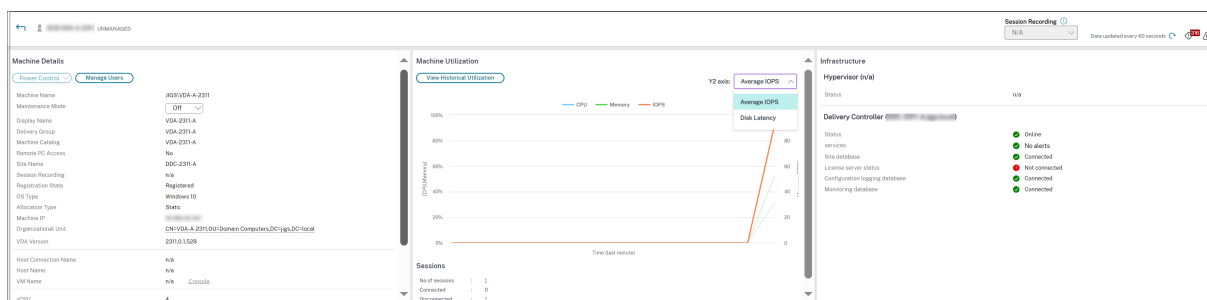 UNMANAGED
Session Recording
N/A
Data updated every 60 seconds
316
Machine Details
Power Control
Manage Users
Machine Name JIGS\VDA-A-2311
Maintenance Mode Off
Display Name VDA-2311-A
Delivery Group VDA-2311-A
Machine Catalog VDA-2311-A
Remote PC Access No
Site Name DDC-2311-A
Session Recording n/a
Registration State Registered
OS Type Windows 10
Allocation Type Static
Machine IP
Organizational Unit CN=VDA-A-2311,OU=Domain Computers,DC=jigs,DC=local
VDA Version 2311.0.1.528
Host Connection Name n/a
Host Name n/a
VM Name n/a Console
vCPU 4
Machine Utilization
View Historical Utilization
Y2 axis: Average IOPS
Average IOPS
Disk Latency
CPU Memory IOPS
100%
80% 80
60% 60
40% 40
20% 20
0% 0
(CPU/Memory)
Time (last minute)
Sessions
No of sessions : 1
Connected : 0
Disconnected : 1
Infrastructure
Hypervisor (n/a)
Status n/a
Delivery Controller
Status Online
services No alerts
Site database Connected
License server status Not connected
Configuration logging database Connected
Monitoring database Connected